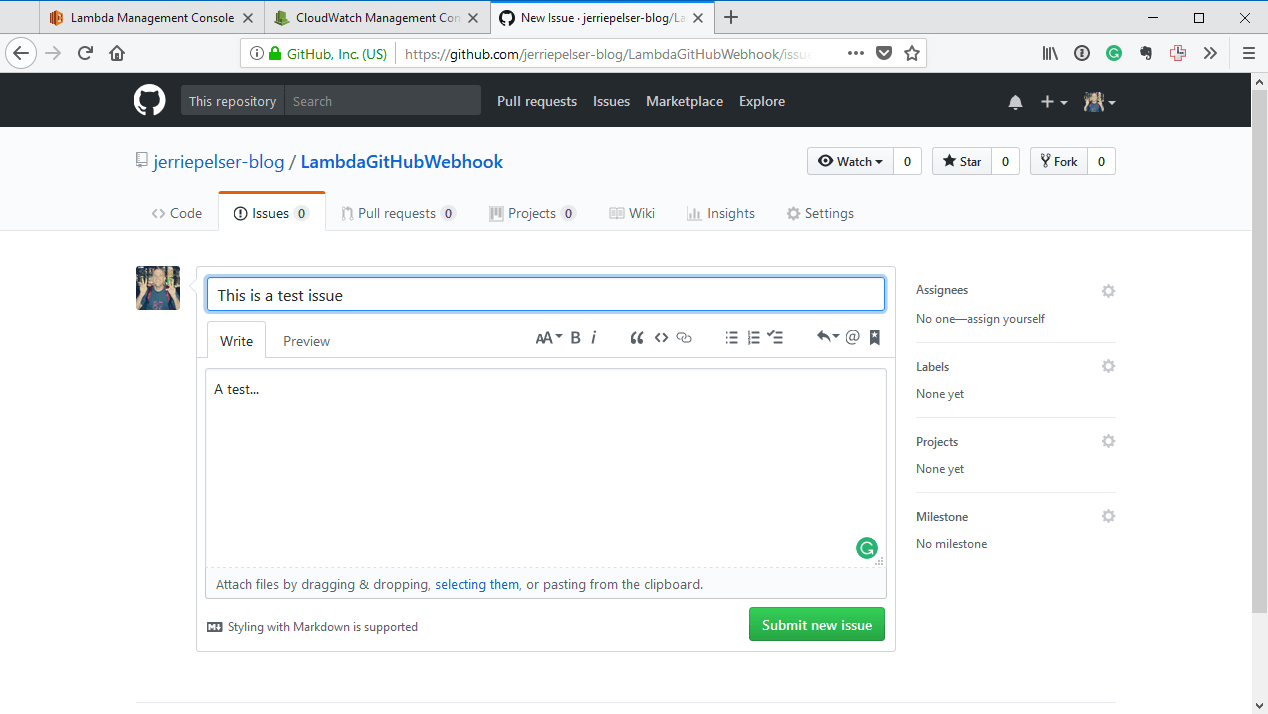 Lambda Management Console
CloudWatch Management Con
New Issue · jerriepelser-blog/La
GitHub, Inc. (US)
https://github.com/jerriepelser-blog/LambdaGitHubWebhook/issue
This repository
Search
Pull requests
Issues
Marketplace
Explore
jerriepelser-blog / LambdaGitHubWebhook
Watch 0
Star 0
Fork 0
Code
Issues 0
Pull requests 0
Projects 0
Wiki
Insights
Settings
This is a test issue
Write
Preview
AA B i
A test...
Attach files by dragging & dropping, selecting them, or pasting from the clipboard.
Styling with Markdown is supported
Submit new issue
Assignees
No one—assign yourself
Labels
None yet
Projects
None yet
Milestone
No milestone